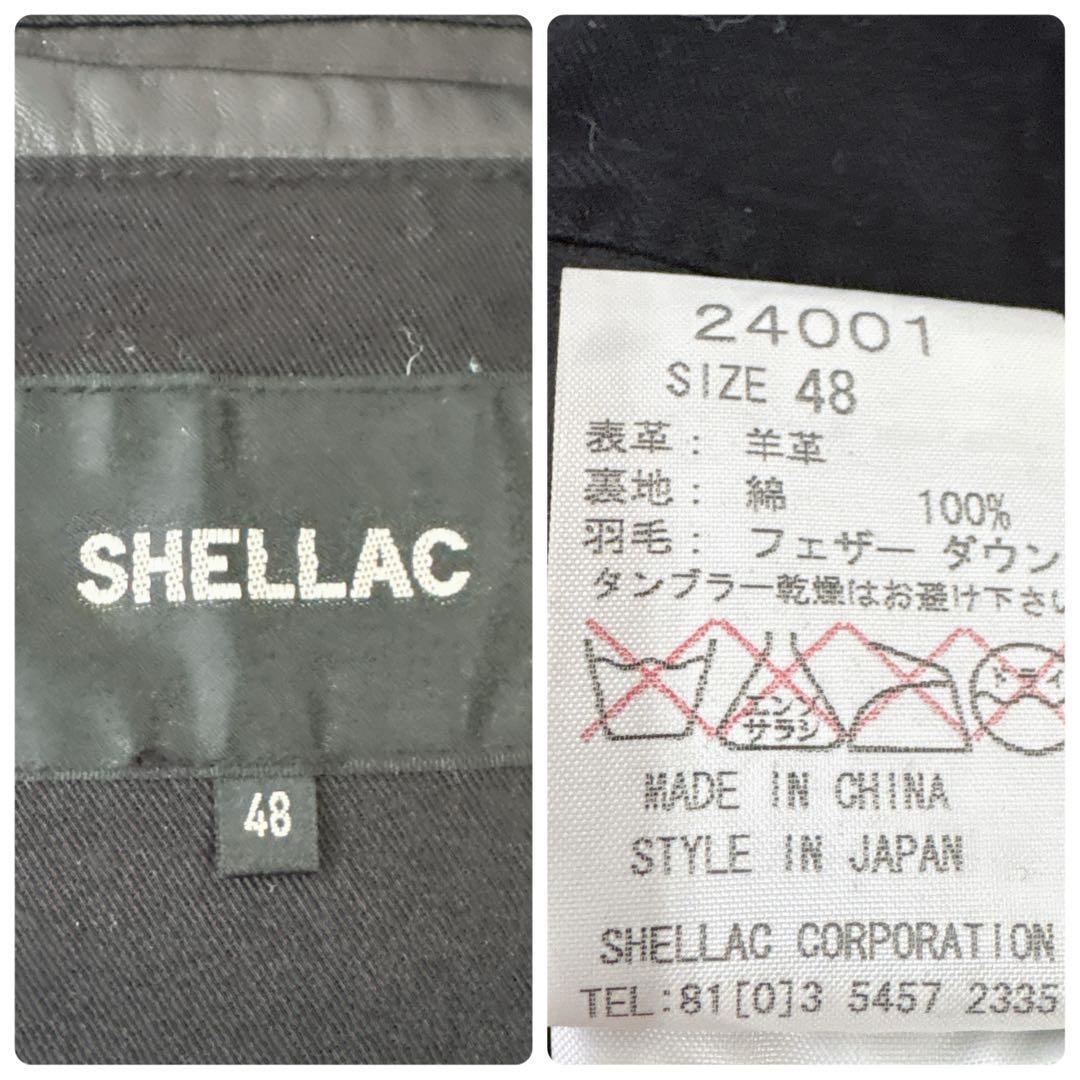 SHELLAC
48
24001
SIZE 48
表革： 羊革
裏地： 綿 100%
羽毛： フェザー ダウン
タンブラー乾燥はお避け下さい
エンソ
サラシ
ドライ
MADE IN CHINA
STYLE IN JAPAN
SHELLAC CORPORATION
TEL:81[0]3 5457 2335